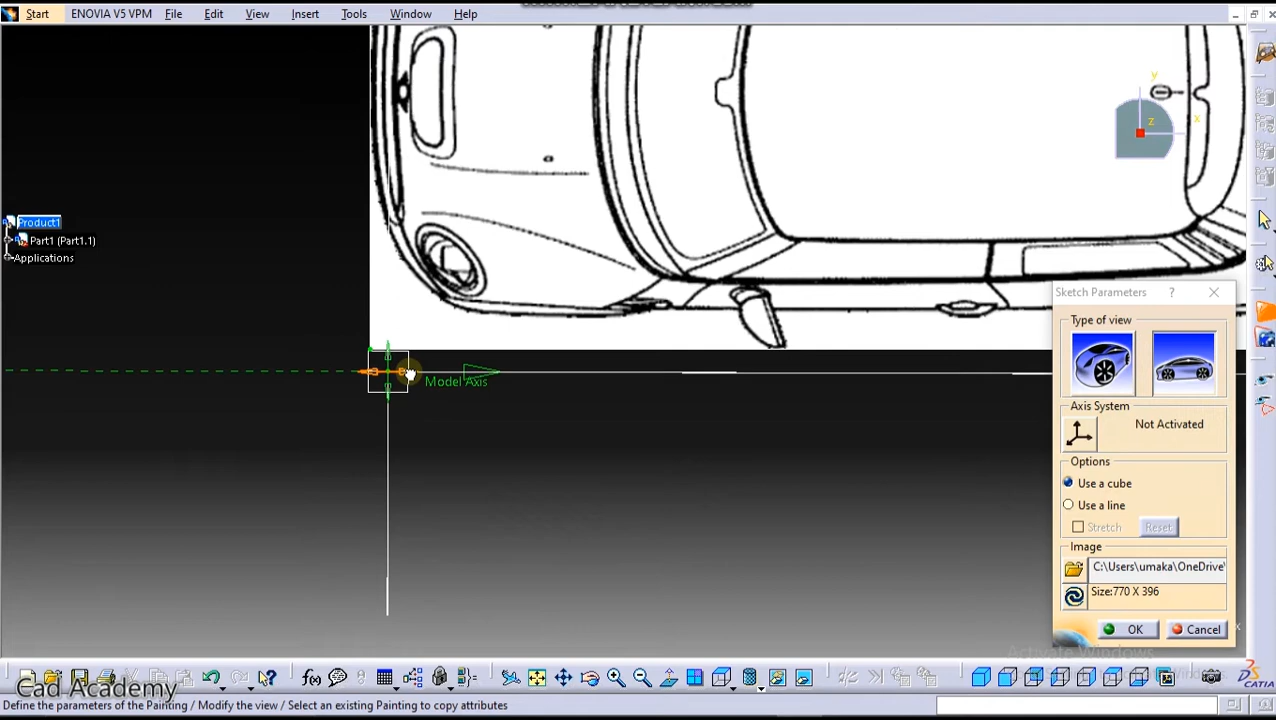 Start ENOVIA V5 VPM File Edit View Insert Tools Window Help
y
z x
Product1
Part1 (Part1.1)
Applications
Sketch Parameters ?
Type of view
Model Axis
Axis System
Not Activated
Options
Use a cube
Use a line
Stretch Reset
Image
C:\Users\umaka\OneDrive\
Size:770 X 396
OK Cancel
x
Activate Windows
f(x)
Cad Academy
CATIA
Define the parameters of the Painting / Modify the view / Select an existing Painting to copy attributes